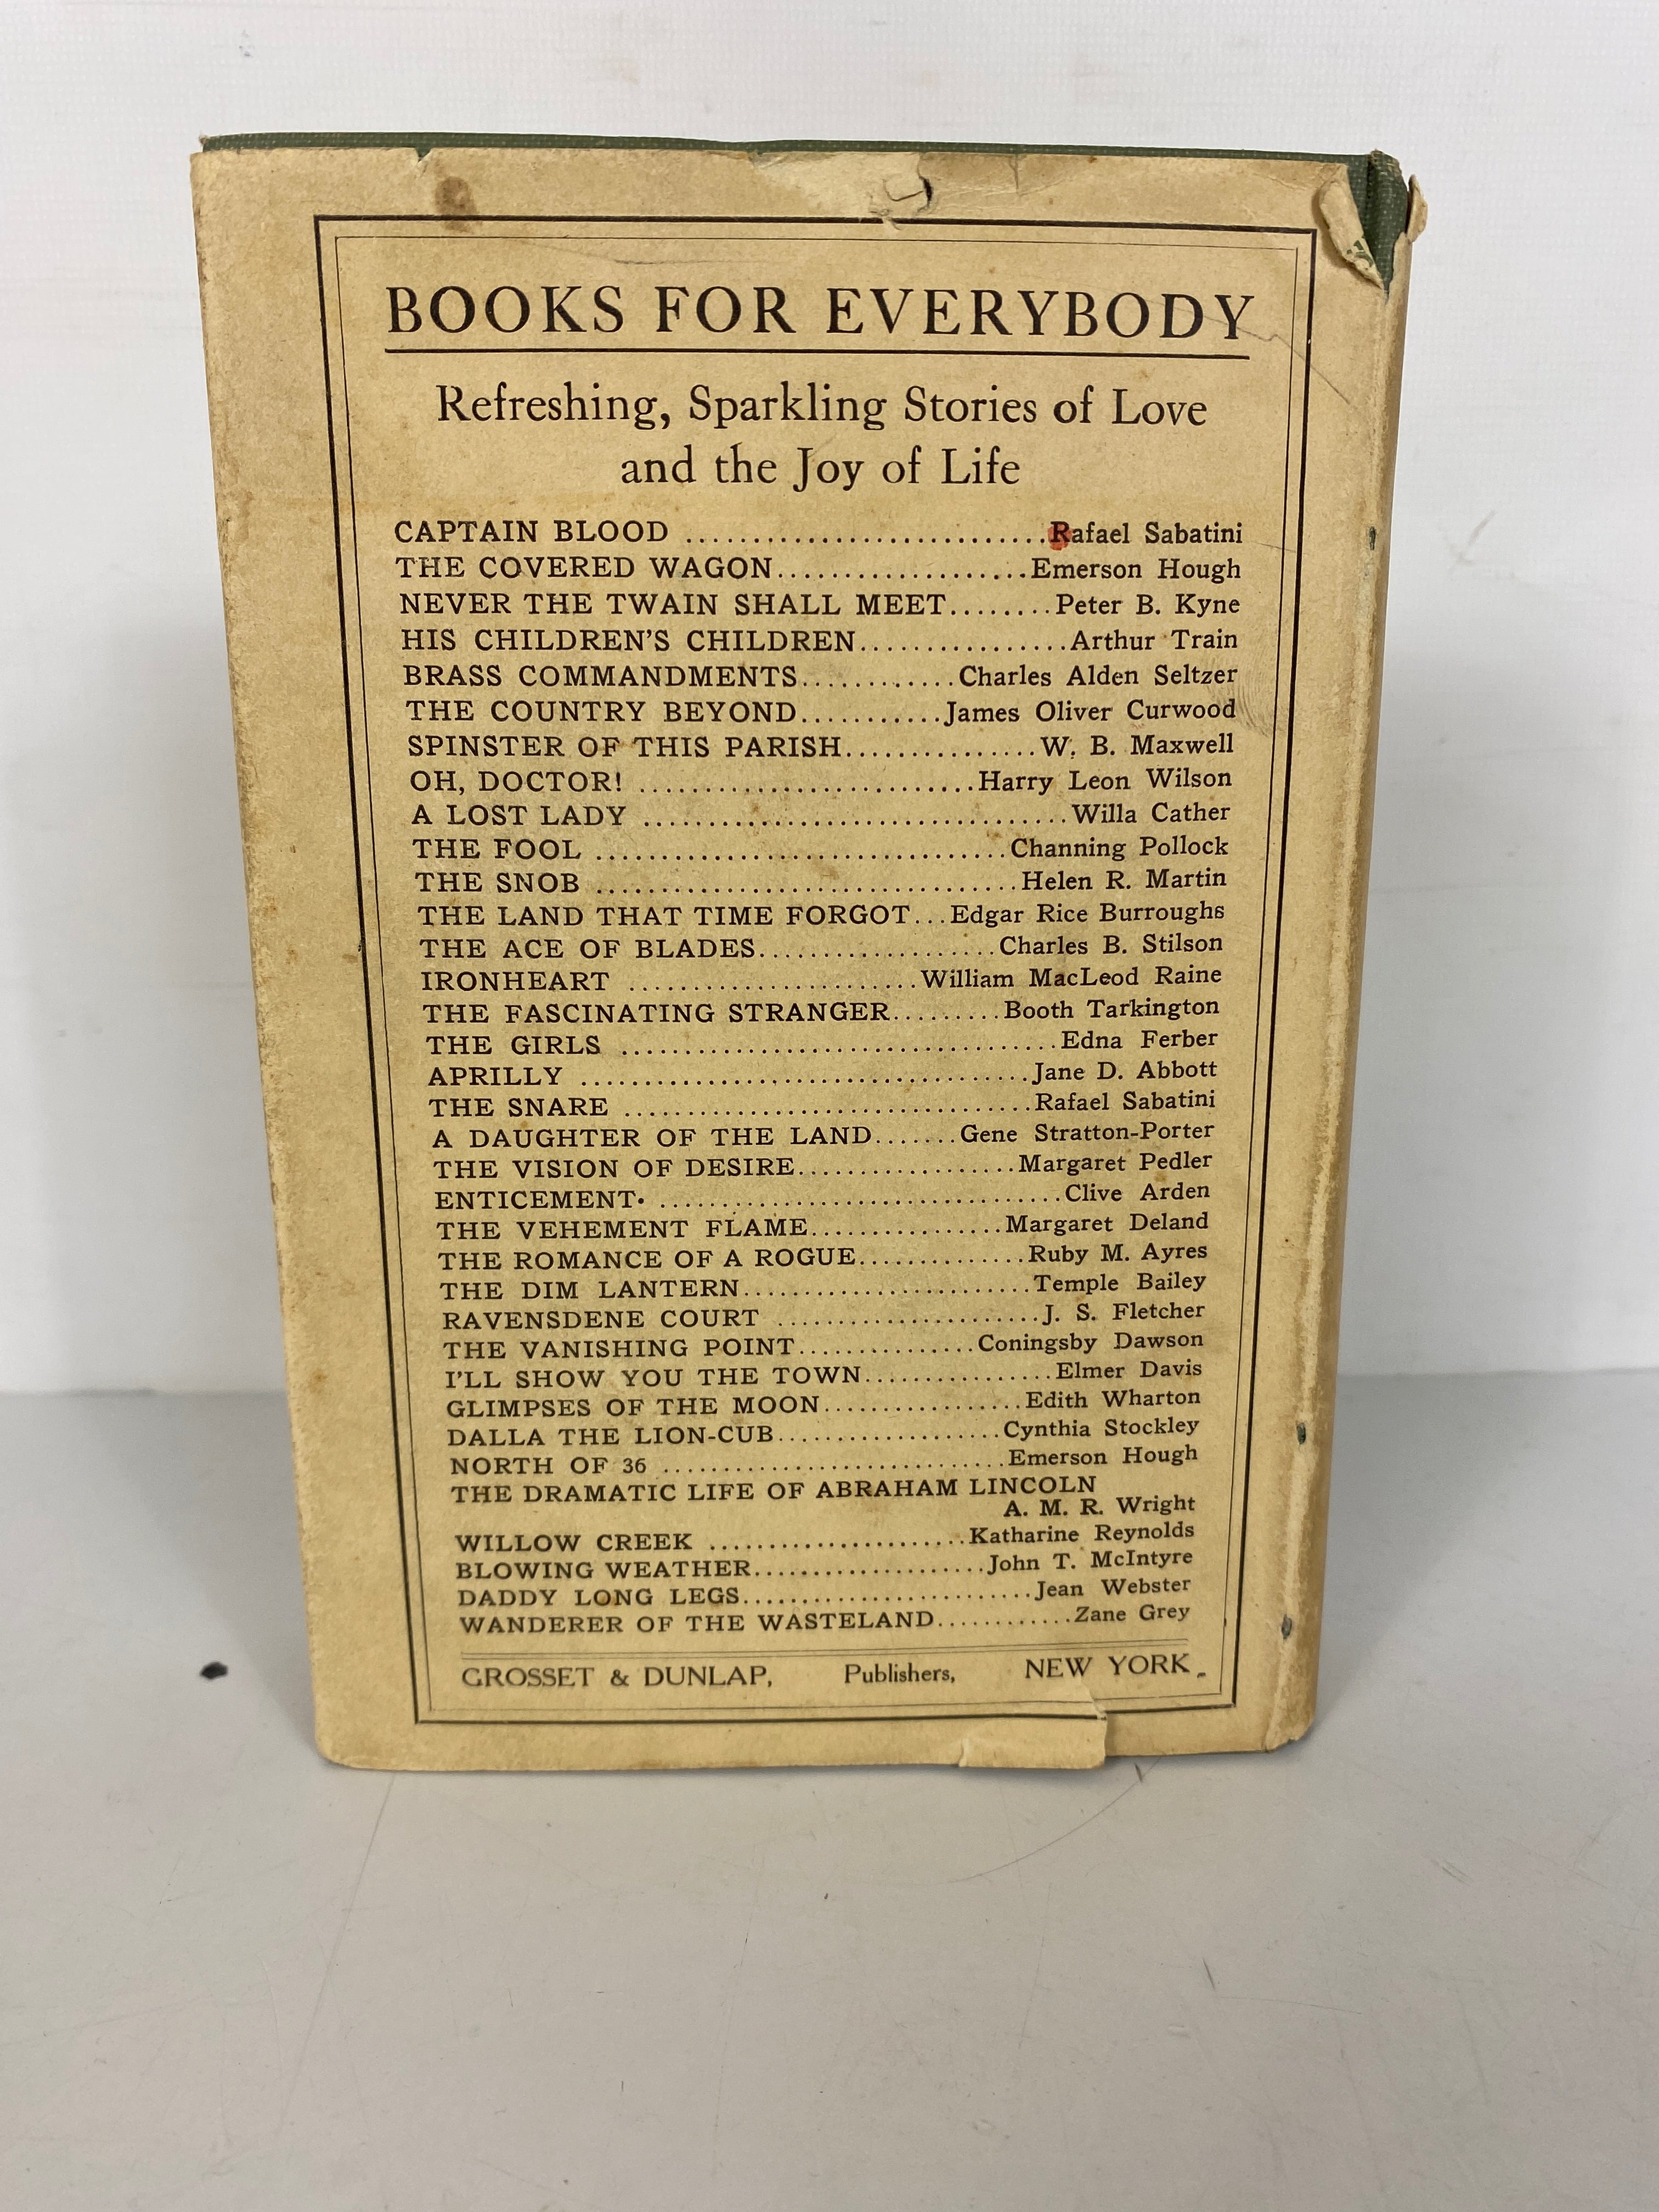 BOOKS FOR EVERYBODY
Refreshing, Sparkling Stories of Love
and the Joy of Life
CAPTAIN BLOOD ...........................Rafael Sabatini
THE COVERED WAGON...................Emerson Hough
NEVER THE TWAIN SHALL MEET........Peter B. Kyne
HIS CHILDREN'S CHILDREN................Arthur Train
BRASS COMMANDMENTS............Charles Alden Seltzer
THE COUNTRY BEYOND...........James Oliver Curwood
SPINSTER OF THIS PARISH...............W. B. Maxwell
OH, DOCTOR! ..........................Harry Leon Wilson
A LOST LADY .................................Willa Cather
THE FOOL ................................Channing Pollock
THE SNOB .................................Helen R. Martin
THE LAND THAT TIME FORGOT...Edgar Rice Burroughs
THE ACE OF BLADES...................Charles B. Stilson
IRONHEART .......................William MacLeod Raine
THE FASCINATING STRANGER.........Booth Tarkington
THE GIRLS ...................................Edna Ferber
APRILLY ....................................Jane D. Abbott
THE SNARE .................................Rafael Sabatini
A DAUGHTER OF THE LAND.......Gene Stratton-Porter
THE VISION OF DESIRE..................Margaret Pedler
ENTICEMENT• .................................Clive Arden
THE VEHEMENT FLAME................Margaret Deland
THE ROMANCE OF A ROGUE..............Ruby M. Ayres
THE DIM LANTERN........................Temple Bailey
RAVENSDENE COURT ......................J. S. Fletcher
THE VANISHING POINT...............Coningsby Dawson
I'LL SHOW YOU THE TOWN................Elmer Davis
GLIMPSES OF THE MOON.................Edith Wharton
DALLA THE LION-CUB...................Cynthia Stockley
NORTH OF 36 .............................Emerson Hough
THE DRAMATIC LIFE OF ABRAHAM LINCOLN
A. M. R. Wright
WILLOW CREEK ......................Katharine Reynolds
BLOWING WEATHER....................John T. McIntyre
DADDY LONG LEGS.........................Jean Webster
WANDERER OF THE WASTELAND............Zane Grey
GROSSET & DUNLAP, Publishers, NEW YORK